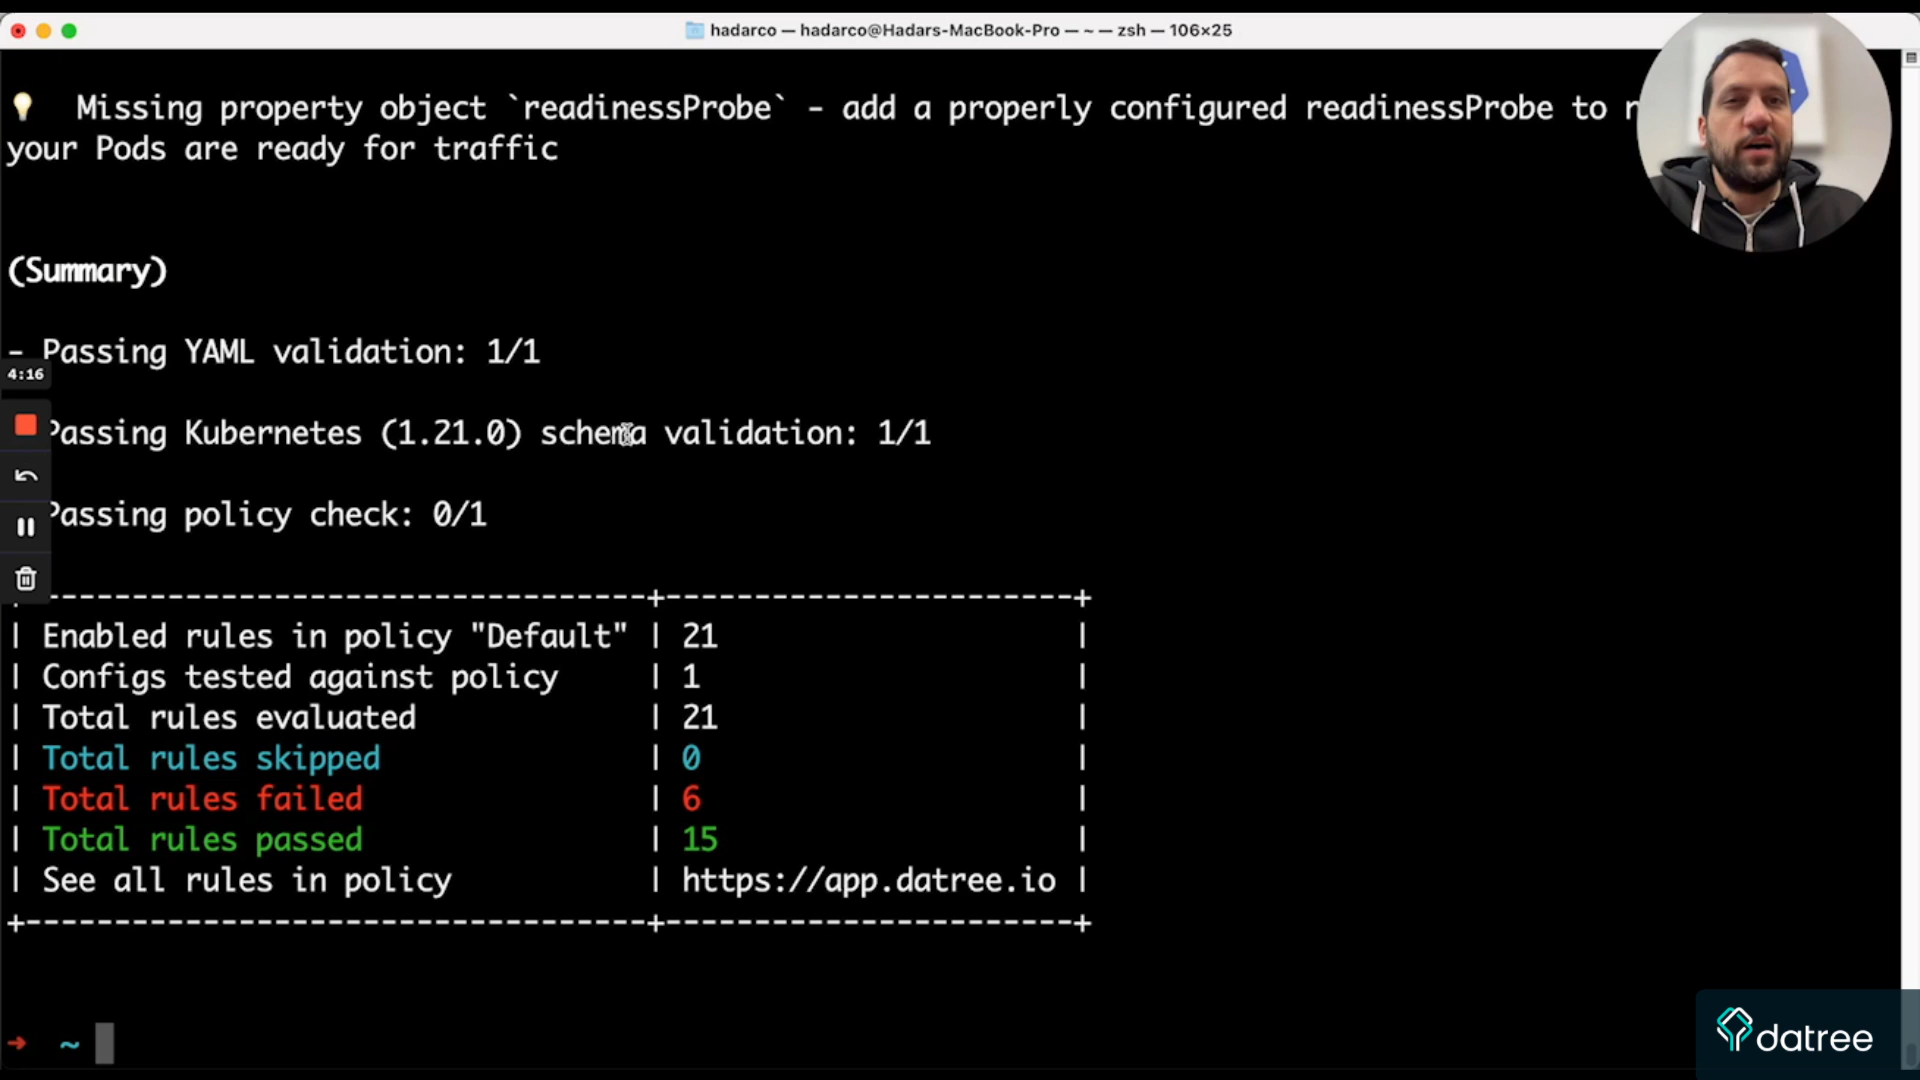 hadarco — hadarco@Hadars-MacBook-Pro — ~ — zsh — 106×25
💡 Missing property object `readinessProbe` - add a properly configured readinessProbe to
your Pods are ready for traffic
(Summary)
- Passing YAML validation: 1/1
4:16
Passing Kubernetes (1.21.0) schema validation: 1/1
Passing policy check: 0/1
| Enabled rules in policy "Default" | 21 |
| Configs tested against policy | 1 |
| Total rules evaluated | 21 |
| Total rules skipped | 0 |
| Total rules failed | 6 |
| Total rules passed | 15 |
| See all rules in policy | https://app.datree.io |
➜ ~
datree